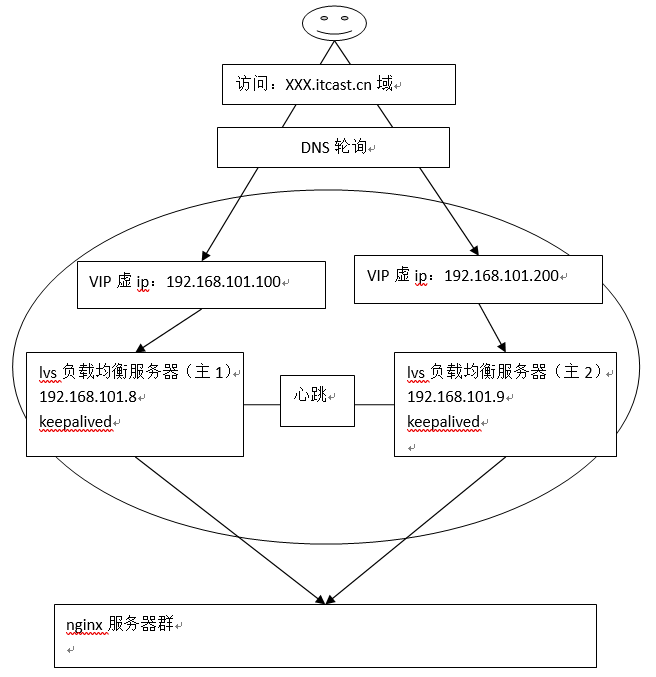 访问：XXX.itcast.cn 域
DNS 轮询
VIP 虚 ip：192.168.101.100
VIP 虚 ip：192.168.101.200
lvs 负载均衡服务器（主 1）
192.168.101.8
keepalived
心跳
lvs 负载均衡服务器（主 2）
192.168.101.9
keepalived
nginx 服务器群